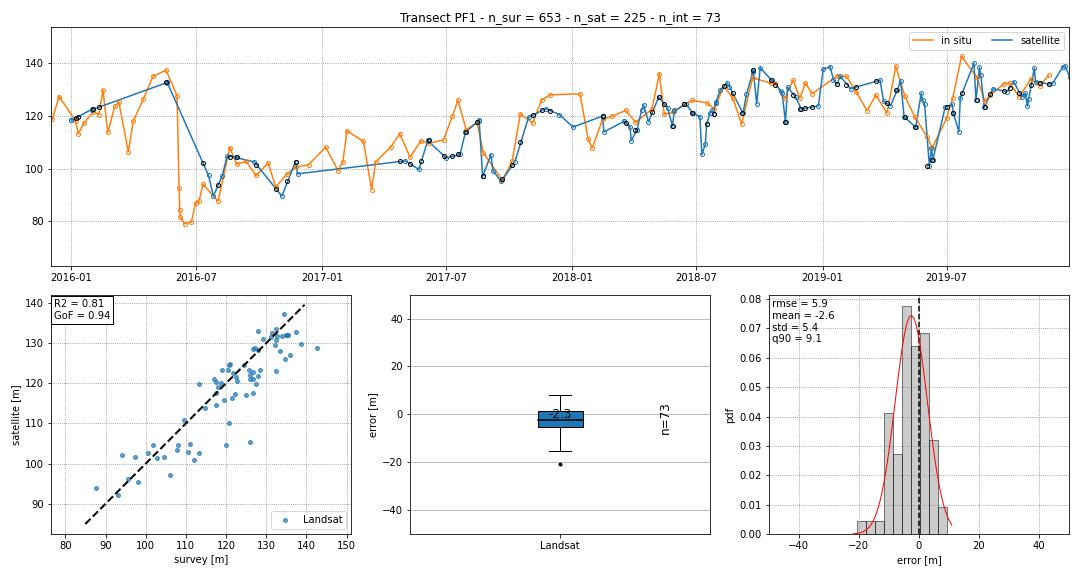 Transect PF1 - n_sur = 653 - n_sat = 225 - n_int = 73
in situ
satellite
140
120
100
80
2016-01
2016-07
2017-01
2017-07
2018-01
2018-07
2019-01
2019-07
R2 = 0.81
GoF = 0.94
140
130
120
110
100
90
satellite [m]
Landsat
80
90
100
110
120
130
140
150
survey [m]
40
20
0
−20
−40
error [m]
-2.3
n=73
Landsat
rmse = 5.9
mean = -2.6
std = 5.4
q90 = 9.1
0.08
0.07
0.06
0.05
0.04
0.03
0.02
0.01
0.00
pdf
−40
−20
0
20
40
error [m]